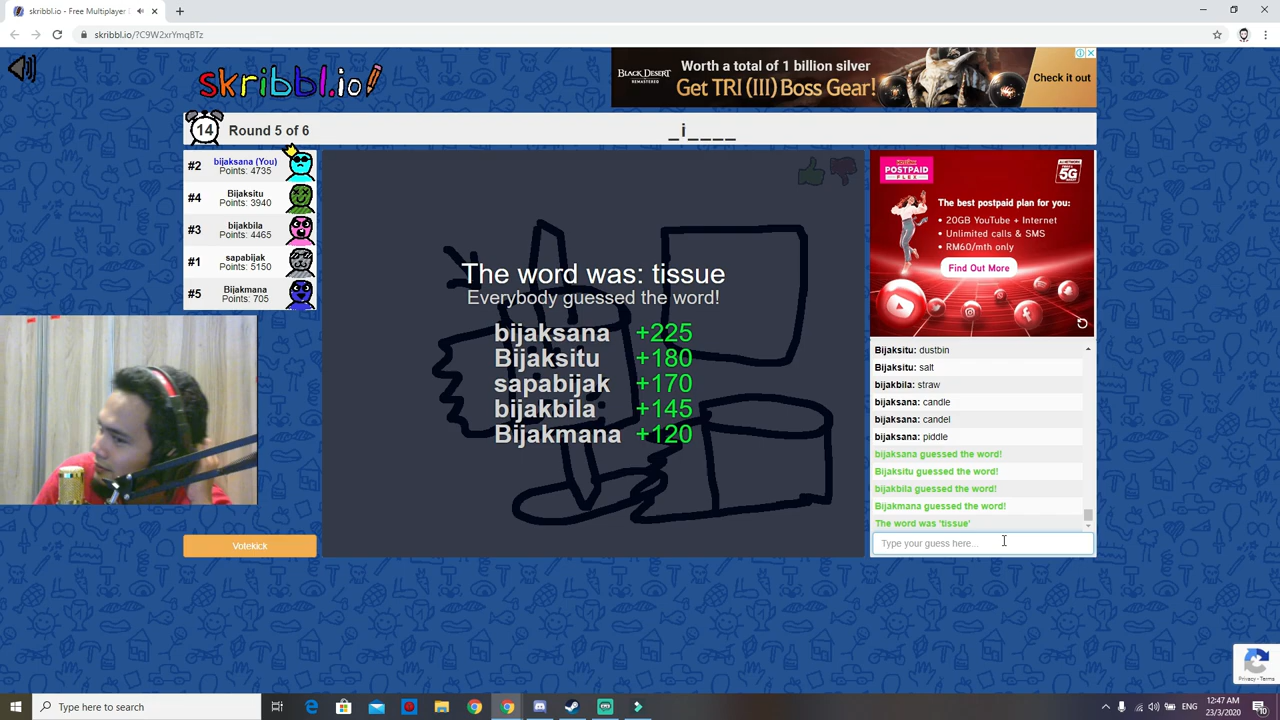 skribbl.io - Free Multiplayer
skribbl.io/?C9W2xrYmqBTz
skribbl.io
BLACK DESERT
REMASTERED
Worth a total of 1 billion silver
Get TRI (III) Boss Gear!
Check it out
14
Round 5 of 6
_i____
#2
bijaksana (You)
Points: 4735
#4
Bijaksitu
Points: 3940
#3
bijakbila
Points: 4465
#1
sapabijak
Points: 5150
#5
Bijakmana
Points: 705
Votekick
The word was: tissue
Everybody guessed the word!
bijaksana +225
Bijaksitu +180
sapabijak +170
bijakbila +145
Bijakmana +120
POSTPAID
FLEX
5G
The best postpaid plan for you:
• 20GB YouTube + Internet
• Unlimited calls & SMS
• RM60/mth only
Find Out More
Bijaksitu: dustbin
Bijaksitu: salt
bijakbila: straw
bijaksana: candle
bijaksana: candel
bijaksana: piddle
bijaksana guessed the word!
Bijaksitu guessed the word!
bijakbila guessed the word!
Bijakmana guessed the word!
The word was 'tissue'
Type your guess here...
Privacy - Terms
Type here to search
ENG
12:47 AM
23/3/2020
10